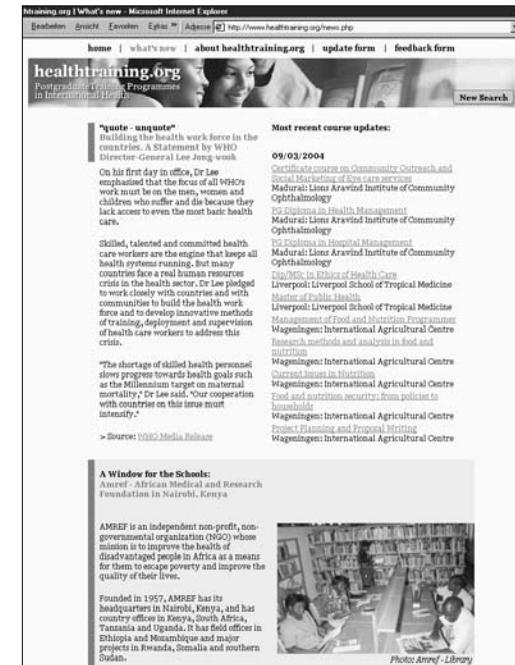 htraining.org | What's new - Microsoft Internet Explorer
Bearbeiten Ansicht Favoriten Extras » Adresse http://www.healthtraining.org/news.php
home | what's new | about healthtraining.org | update form | feedback form
healthtraining.org
Postgraduate Training Programmes
in International Health
New Search
"quote - unquote"
Building the health work force in the
countries. A Statement by WHO
Director-General Lee Jong-wook
On his first day in office, Dr Lee
emphasised that the focus of all WHO's
work must be on the men, women and
children who suffer and die because they
lack access to even the most basic health
care.
Skilled, talented and committed health
care workers are the engine that keeps all
health systems running. But many
countries face a real human resources
crisis in the health sector. Dr Lee pledged
to work closely with countries and with
communities to build the health work
force and to develop innovative methods
of training, deployment and supervision
of health care workers to address this
crisis.
"The shortage of skilled health personnel
slows progress towards health goals such
as the Millennium target on maternal
mortality," Dr Lee said. "Our cooperation
with countries on this issue must
intensify."
> Source: WHO Media Release
Most recent course updates:
09/03/2004
Certificate course on Community Outreach and
Social Marketing of Eye care services
Madurai: Lions Aravind Institute of Community
Ophthalmology
PG Diploma in Health Management
Madurai: Lions Aravind Institute of Community
Ophthalmology
PG Diploma in Hospital Management
Madurai: Lions Aravind Institute of Community
Ophthalmology
Dip/MSc in Ethics of Health Care
Liverpool: Liverpool School of Tropical Medicine
Master of Public Health
Liverpool: Liverpool School of Tropical Medicine
Management of Food and Nutrition Programmes
Wageningen: International Agricultural Centre
Research methods and analysis in food and
nutrition
Wageningen: International Agricultural Centre
Current Issues in Nutrition
Wageningen: International Agricultural Centre
Food and nutrition security: from policies to
households
Wageningen: International Agricultural Centre
Project Planning and Proposal Writing
Wageningen: International Agricultural Centre
A Window for the Schools:
Amref - African Medical and Research
Foundation in Nairobi, Kenya
AMREF is an independent non-profit, non-
governmental organization (NGO) whose
mission is to improve the health of
disadvantaged people in Africa as a means
for them to escape poverty and improve the
quality of their lives.
Founded in 1957, AMREF has its
headquarters in Nairobi, Kenya, and has
country offices in Kenya, South Africa,
Tanzania and Uganda. It has field offices in
Ethiopia and Mozambique and major
projects in Rwanda, Somalia and southern
Sudan.
Photo: Amref - Library